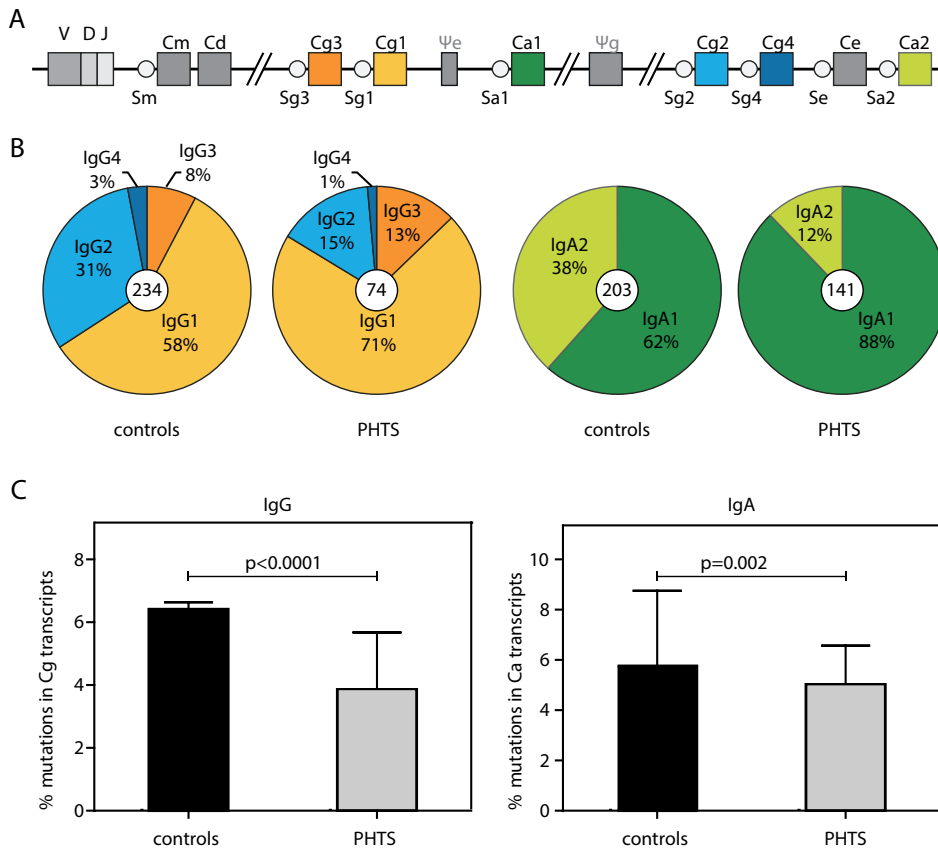 A
V D J
Cm Cd Cg3 Cg1 Ψe Ca1 Ψg Cg2 Cg4 Ce Ca2
Sm Sg3 Sg1 Sa1 Sg2 Sg4 Se Sa2
B
IgG4
3%
IgG3
8%
IgG2
31%
234
IgG1
58%
controls
IgG4
1%
IgG2
15%
IgG3
13%
74
IgG1
71%
PHTS
IgA2
38%
203
IgA1
62%
controls
IgA2
12%
141
IgA1
88%
PHTS
C
IgG
p<0.0001
8
6
4
2
0
% mutations in Cg transcripts
controls
PHTS
IgA
p=0.002
10
8
6
4
2
0
% mutations in Ca transcripts
controls
PHTS